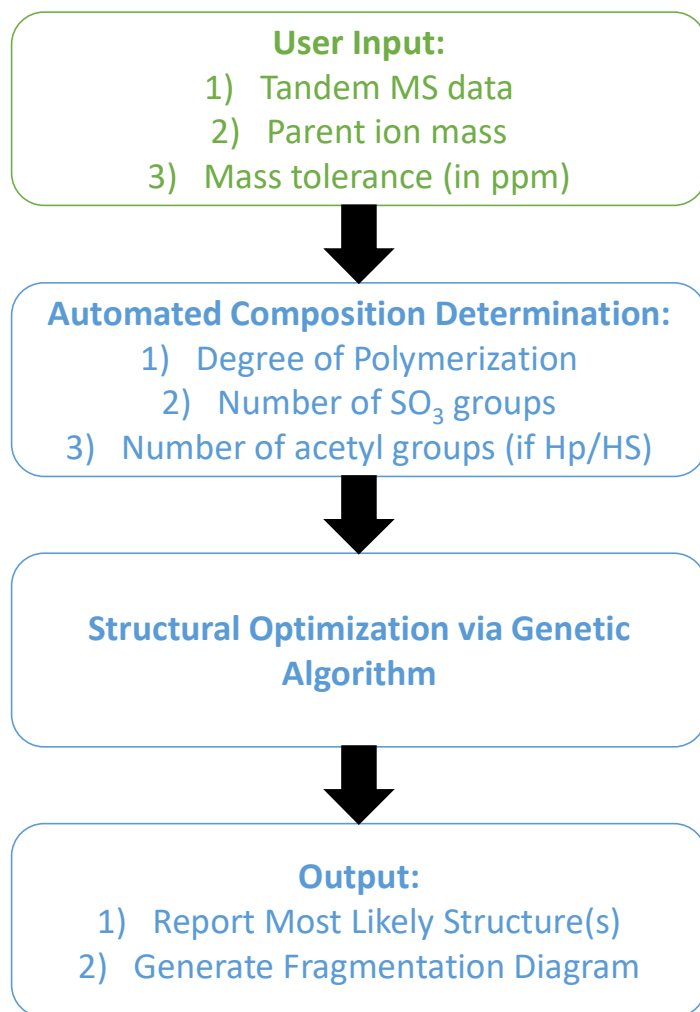 User Input:
1) Tandem MS data
2) Parent ion mass
3) Mass tolerance (in ppm)
Automated Composition Determination:
1) Degree of Polymerization
2) Number of SO₃ groups
3) Number of acetyl groups (if Hp/HS)
Structural Optimization via Genetic
Algorithm
Output:
1) Report Most Likely Structure(s)
2) Generate Fragmentation Diagram